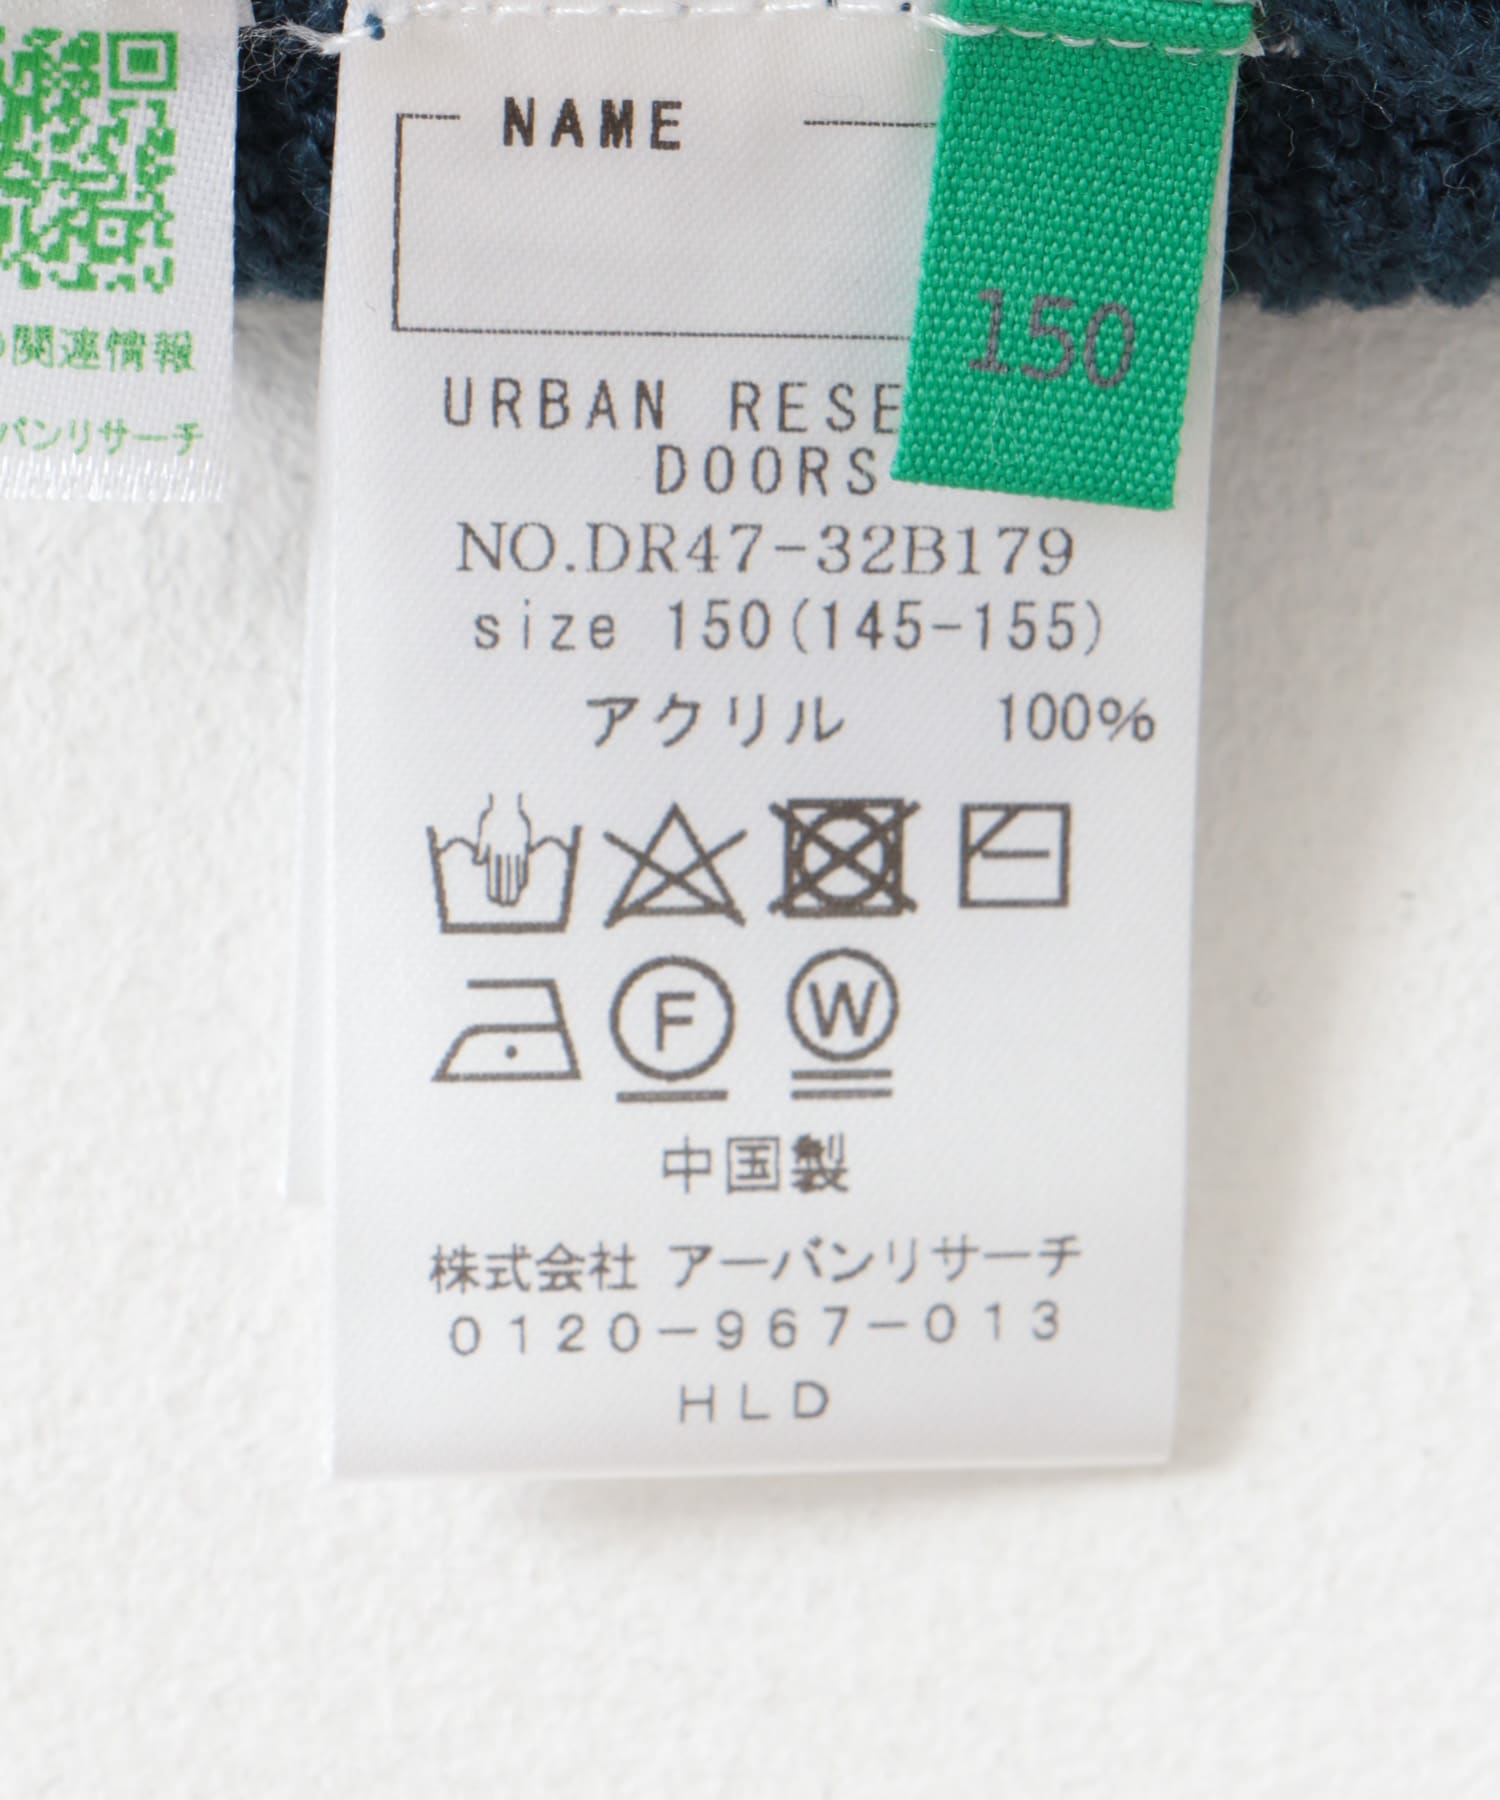 関連情報
バンリサーチ
NAME
150
URBAN RESE
DOORS
NO.DR47-32B179
size 150(145-155)
アクリル 100%
F W
中国製
株式会社 アーバンリサーチ
0120-967-013
HLD